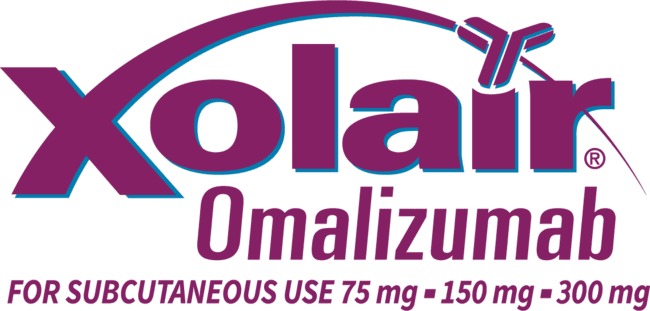 Xolair®
Omalizumab
FOR SUBCUTANEOUS USE 75 mg ▪ 150 mg ▪ 300 mg